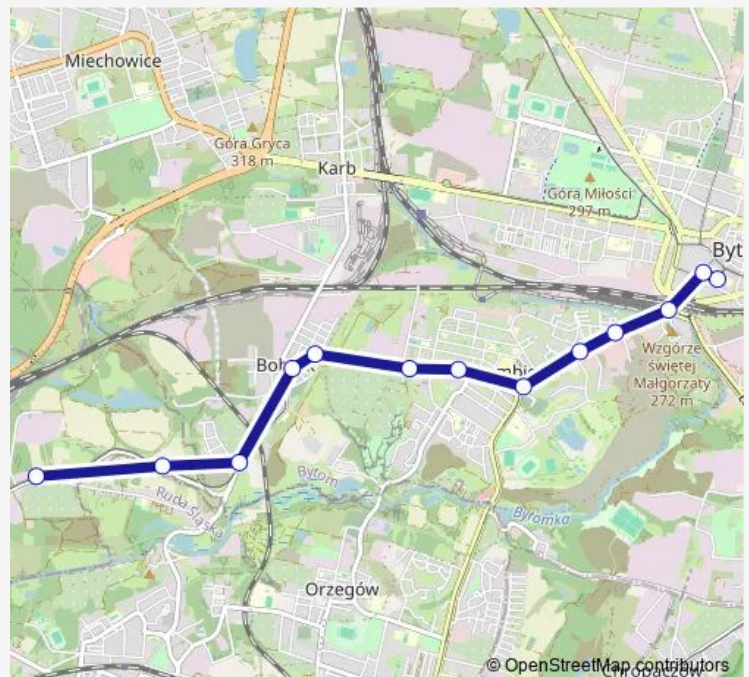 Miechowice
Góra Gryca
318 m
Karb
Góra Miłości
297 m
Byt
Wzgórze
świętej
Małgorzaty
272 m
Bytom
Ruda Śląska
Bytomka
Orzegów
© OpenStreetMap contributors